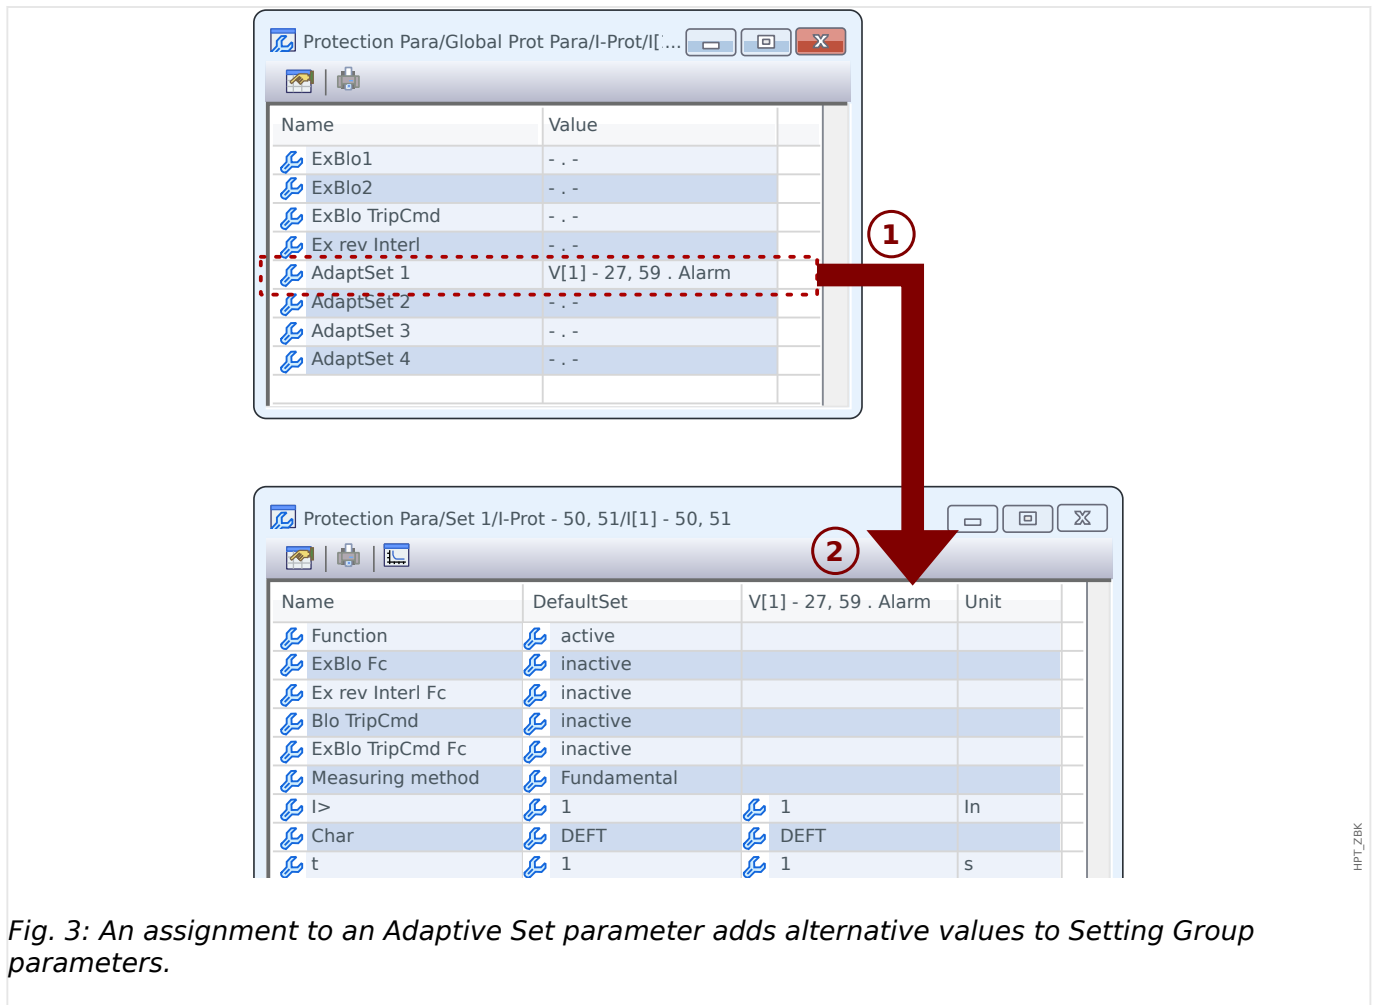 Protection Para/Global Prot Para/I-Prot/I[ ...
X
Name Value
ExBlo1 - . -
ExBlo2 - . -
ExBlo TripCmd - . -
Ex rev Interl - . -
AdaptSet 1 V[1] - 27, 59 . Alarm
AdaptSet 2 - . -
AdaptSet 3 - . -
AdaptSet 4 - . -
1
Protection Para/Set 1/I-Prot - 50, 51/I[1] - 50, 51
X
2
Name DefaultSet V[1] - 27, 59 . Alarm Unit
Function active
ExBlo Fc inactive
Ex rev Interl Fc inactive
Blo TripCmd inactive
ExBlo TripCmd Fc inactive
Measuring method Fundamental
I> 1 1 In
Char DEFT DEFT
t 1 1 s
HPT_ZBK
Fig. 3: An assignment to an Adaptive Set parameter adds alternative values to Setting Group
parameters.